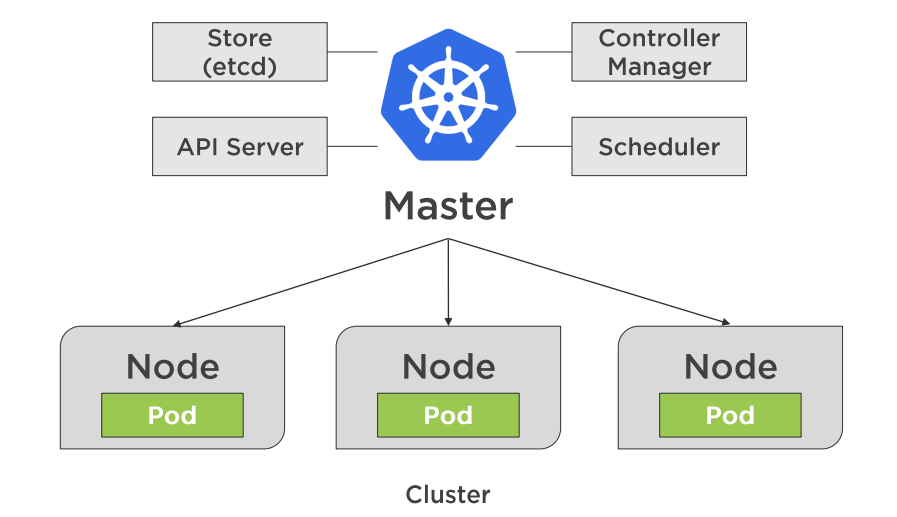 Store
(etcd)
Controller
Manager
API Server
Scheduler
Master
Node
Node
Node
Pod
Pod
Pod
Cluster